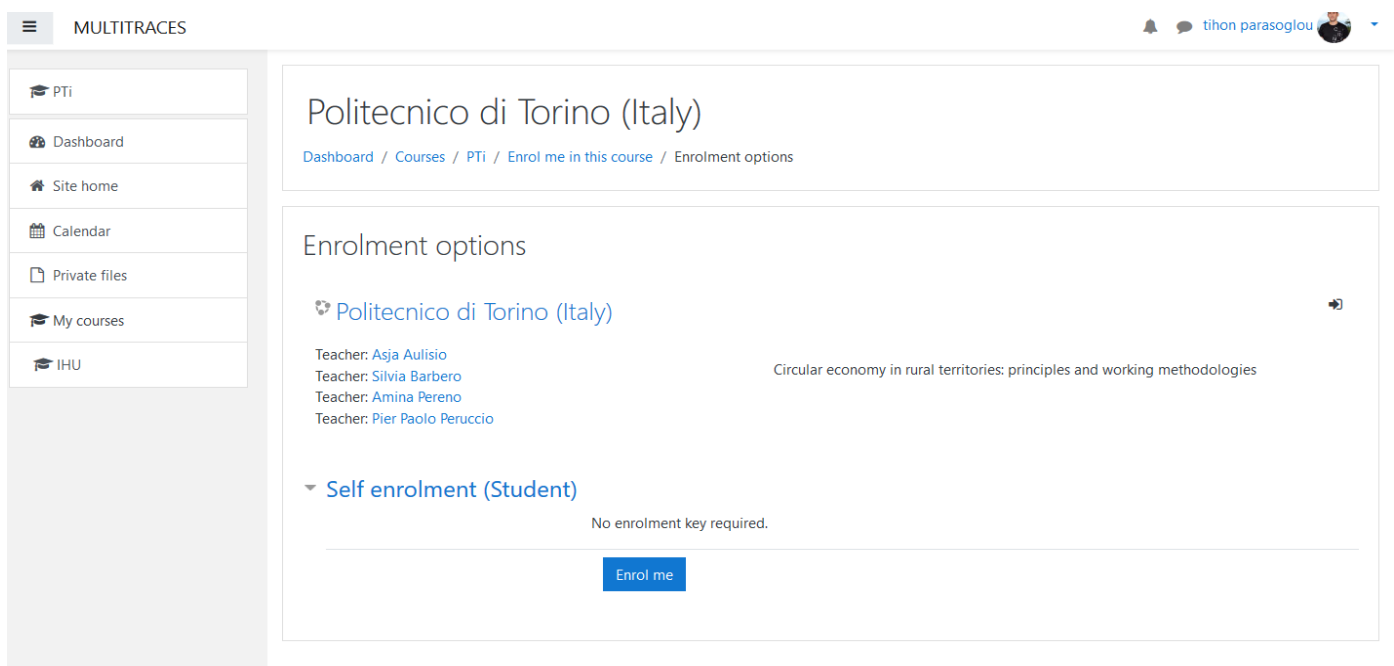 MULTITRACES
tihon parasoglou
PTi
Dashboard
Site home
Calendar
Private files
My courses
IHU
Politecnico di Torino (Italy)
Dashboard / Courses / PTi / Enrol me in this course / Enrolment options
Enrolment options
Politecnico di Torino (Italy)
Teacher: Asja Aulisio
Teacher: Silvia Barbero
Teacher: Amina Pereno
Teacher: Pier Paolo Peruccio
Circular economy in rural territories: principles and working methodologies
Self enrolment (Student)
No enrolment key required.
Enrol me